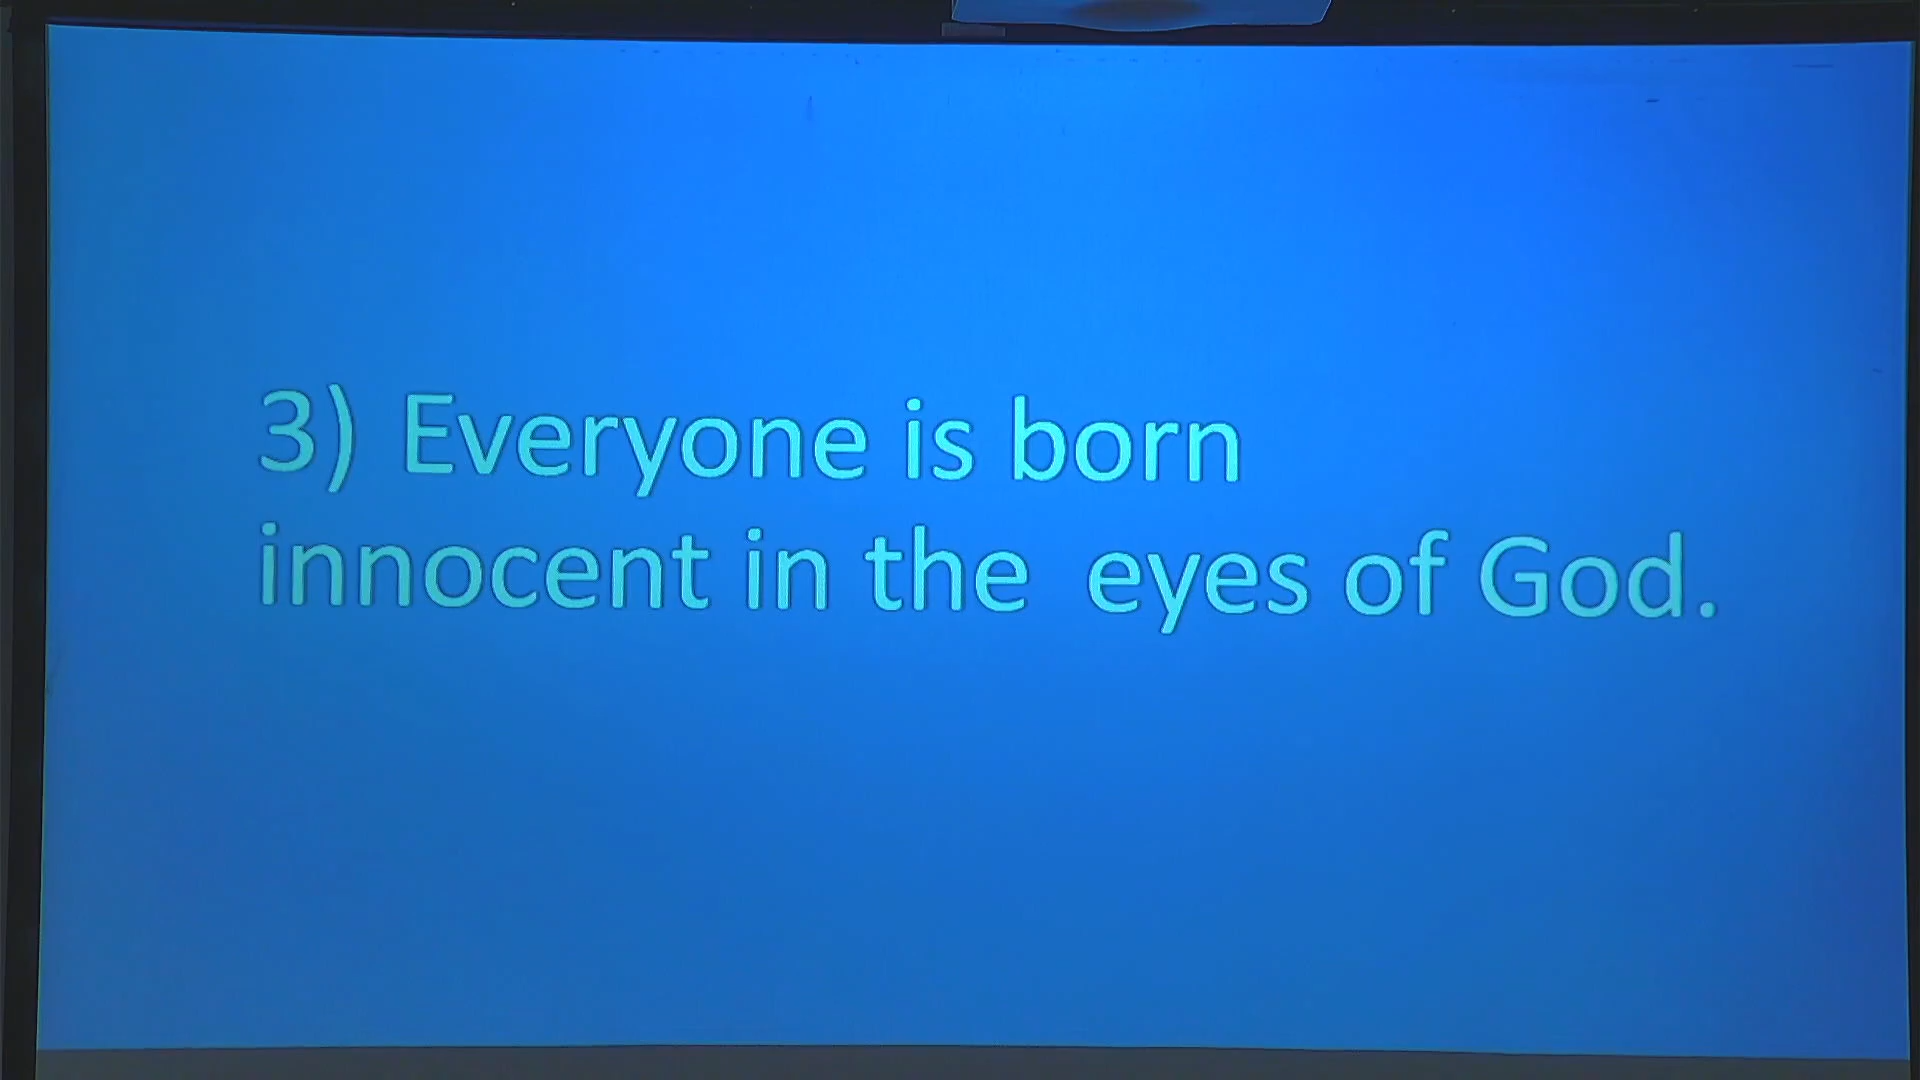 3) Everyone is born
innocent in the  eyes of God.